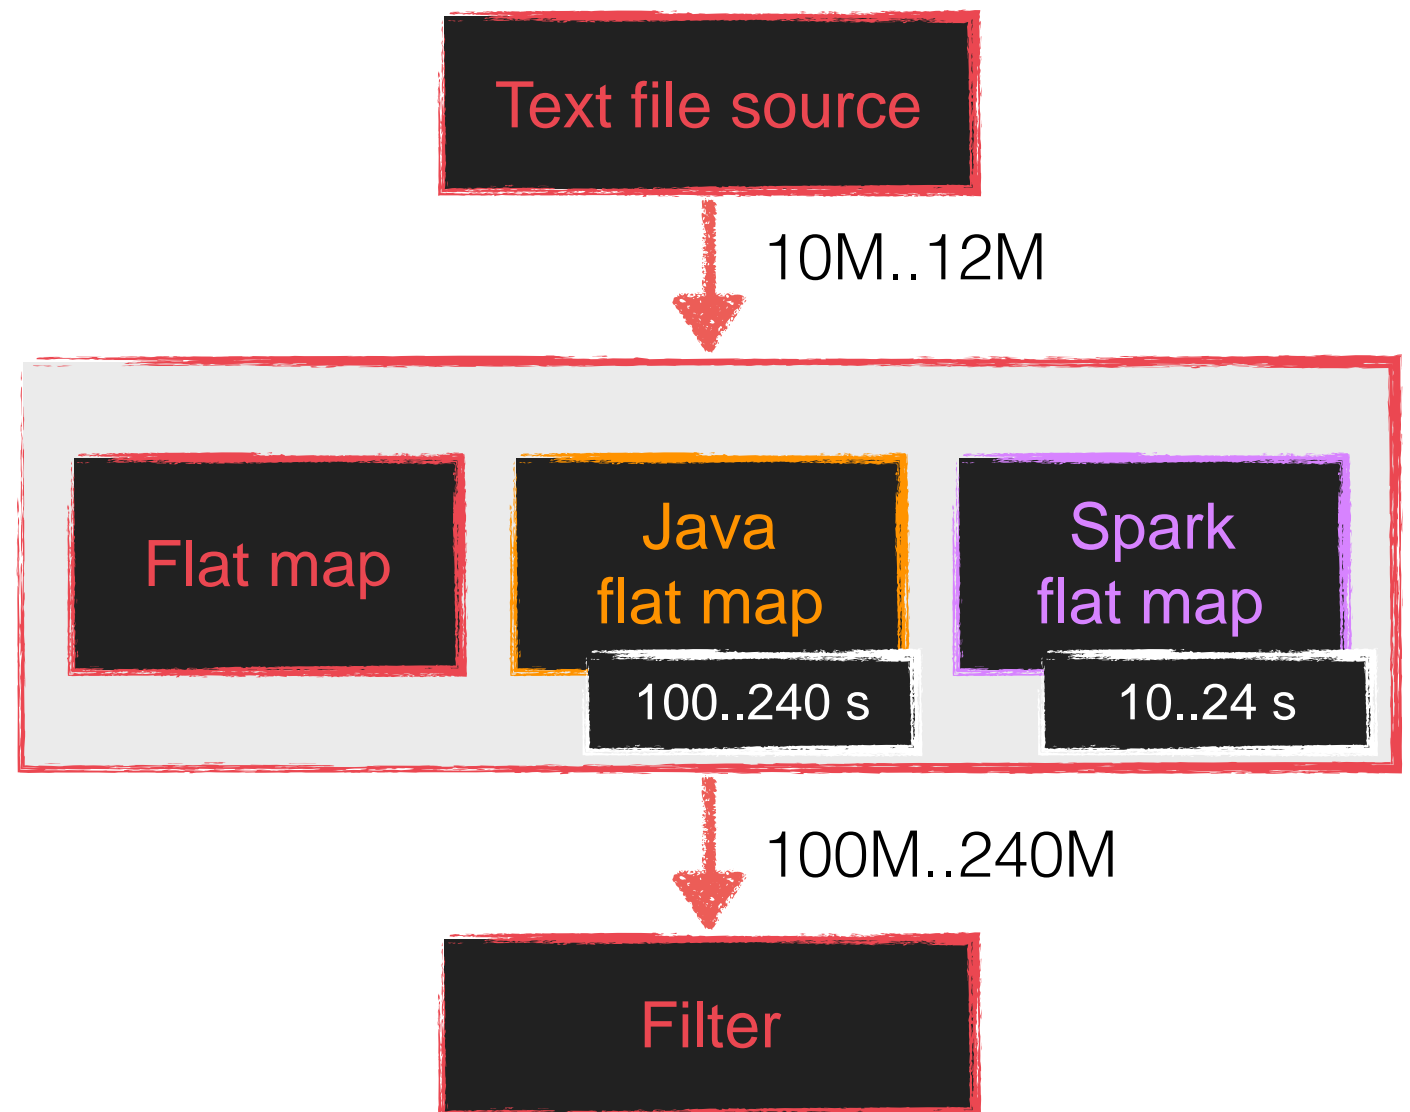 Text file source
10M..12M
Flat map
Java
flat map
100..240 s
Spark
flat map
10..24 s
100M..240M
Filter